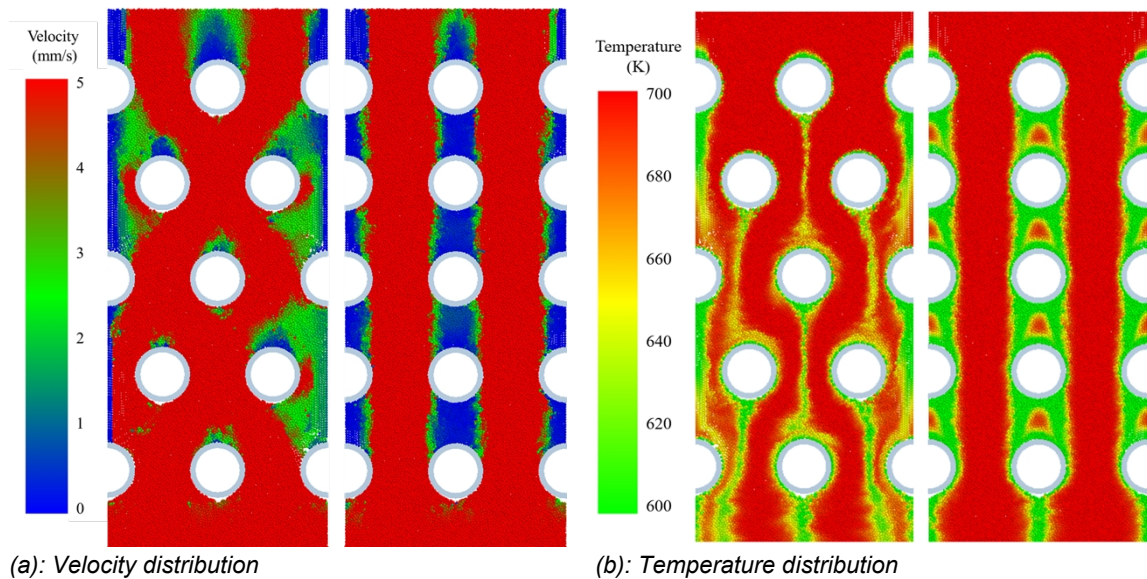 Velocity
(mm/s)
5
4
3
2
1
0
Temperature
(K)
700
680
660
640
620
600
(a): Velocity distribution
(b): Temperature distribution